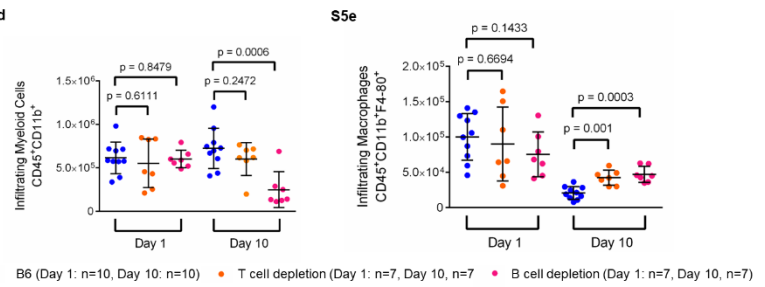 d
S5e
p = 0.8479
p = 0.6111
p = 0.0006
p = 0.2472
Infiltrating Myeloid Cells
CD45⁺CD11b⁺
1.5×10⁶
1.0×10⁶
5.0×10⁵
0
Day 1
Day 10
p = 0.1433
p = 0.6694
p = 0.0003
p = 0.001
Infiltrating Macrophages
CD45⁺CD11b⁺F4-80⁺
2.0×10⁵
1.5×10⁵
1.0×10⁵
5.0×10⁴
0
Day 1
Day 10
B6 (Day 1: n=10, Day 10: n=10) T cell depletion (Day 1: n=7, Day 10, n=7 B cell depletion (Day 1: n=7, Day 10, n=7)